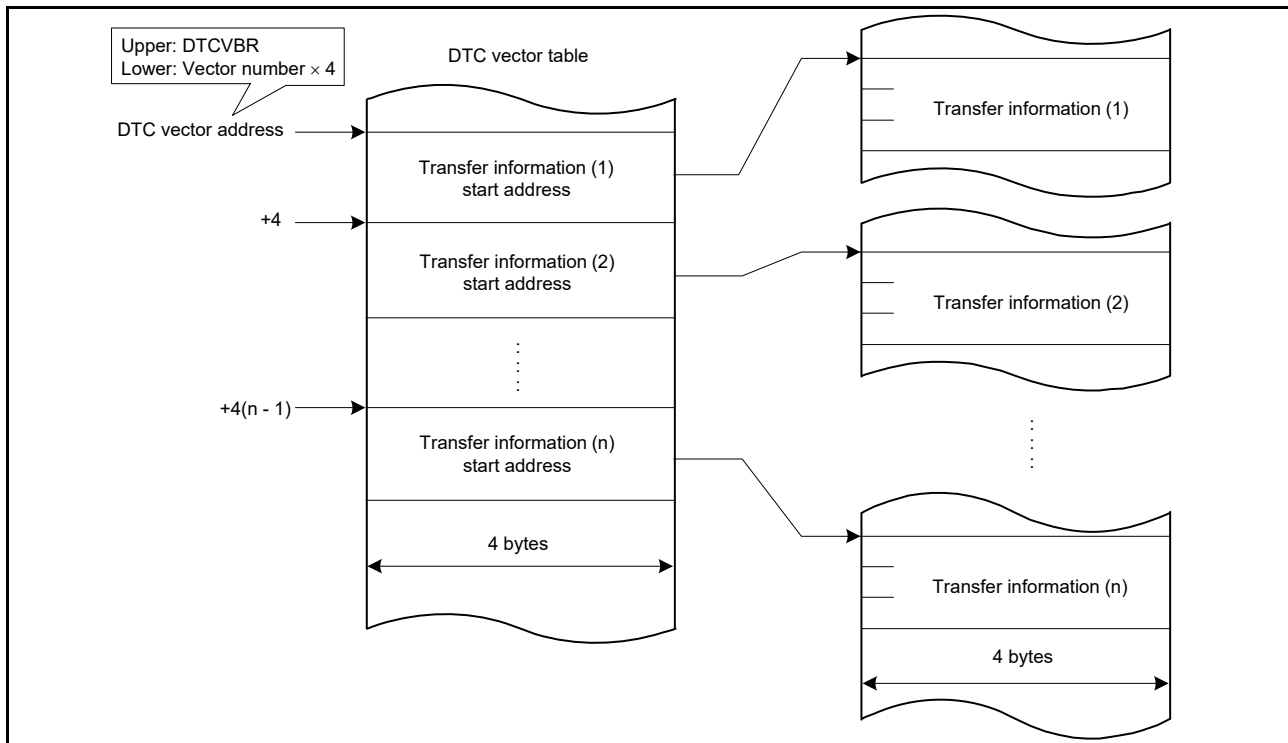 Upper: DTCVBR
Lower: Vector number × 4
DTC vector table
DTC vector address
Transfer information (1)
start address
+4
Transfer information (2)
start address
+4(n - 1)
Transfer information (n)
start address
4 bytes
Transfer information (1)
Transfer information (2)
Transfer information (n)
4 bytes